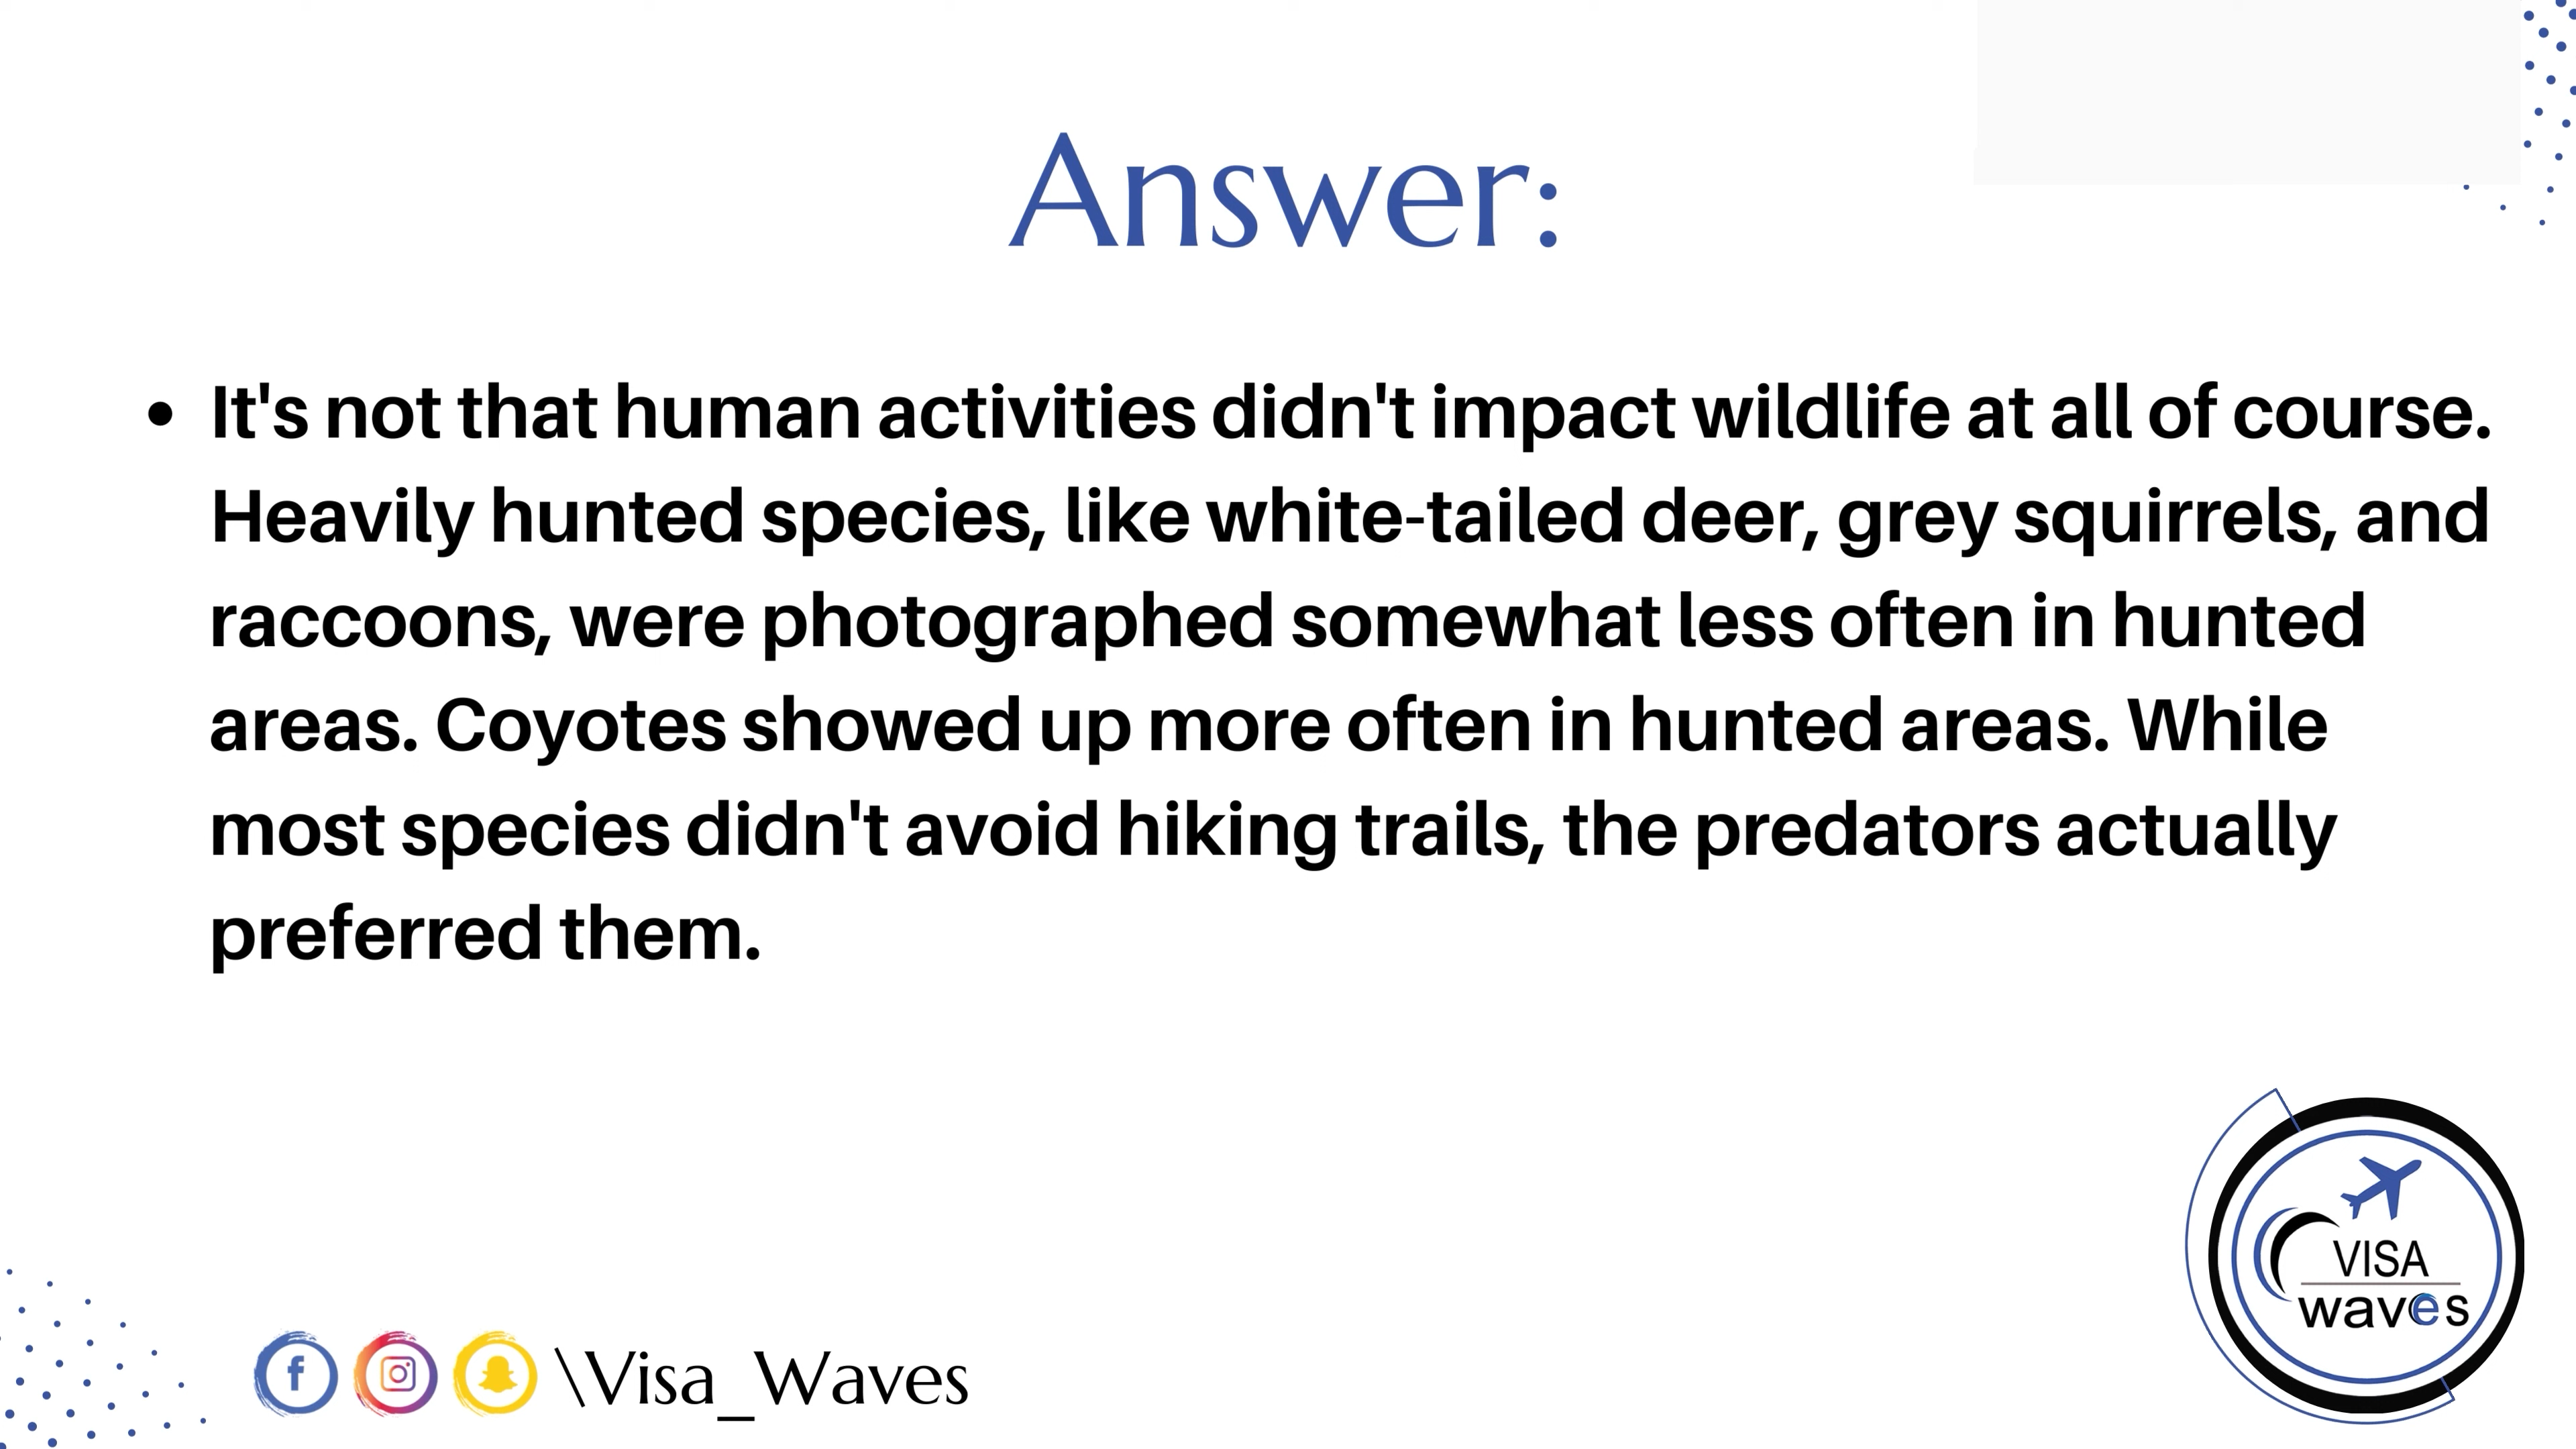 Answer:
• It's not that human activities didn't impact wildlife at all of course.
Heavily hunted species, like white-tailed deer, grey squirrels, and
raccoons, were photographed somewhat less often in hunted
areas. Coyotes showed up more often in hunted areas. While
most species didn't avoid hiking trails, the predators actually
preferred them.
VISA
waves
\Visa_Waves